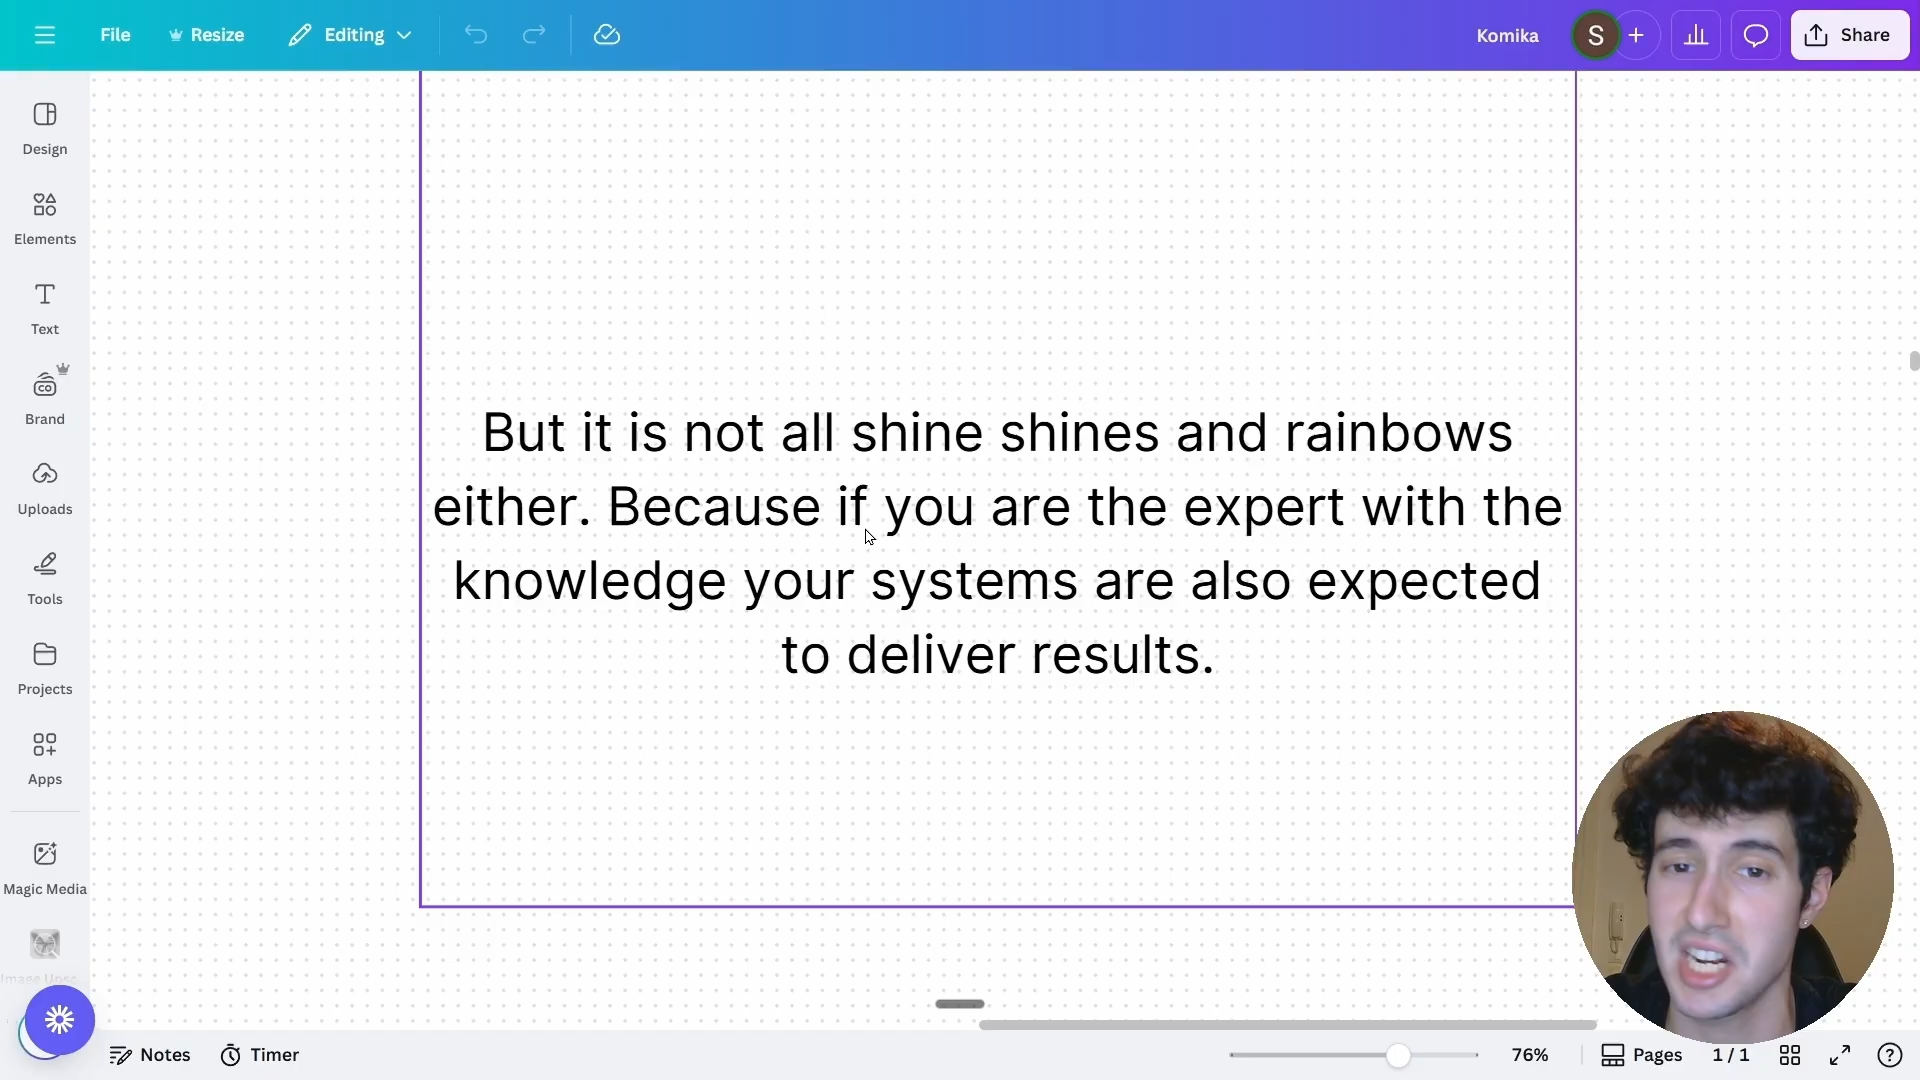 File
Resize
Editing
Komika
S
Share
Design
Elements
Text
CO
Brand
Uploads
Tools
Projects
Apps
Magic Media
But it is not all shine shines and rainbows
either. Because if you are the expert with the
knowledge your systems are also expected
to deliver results.
Notes
Timer
76%
Pages
1 / 1